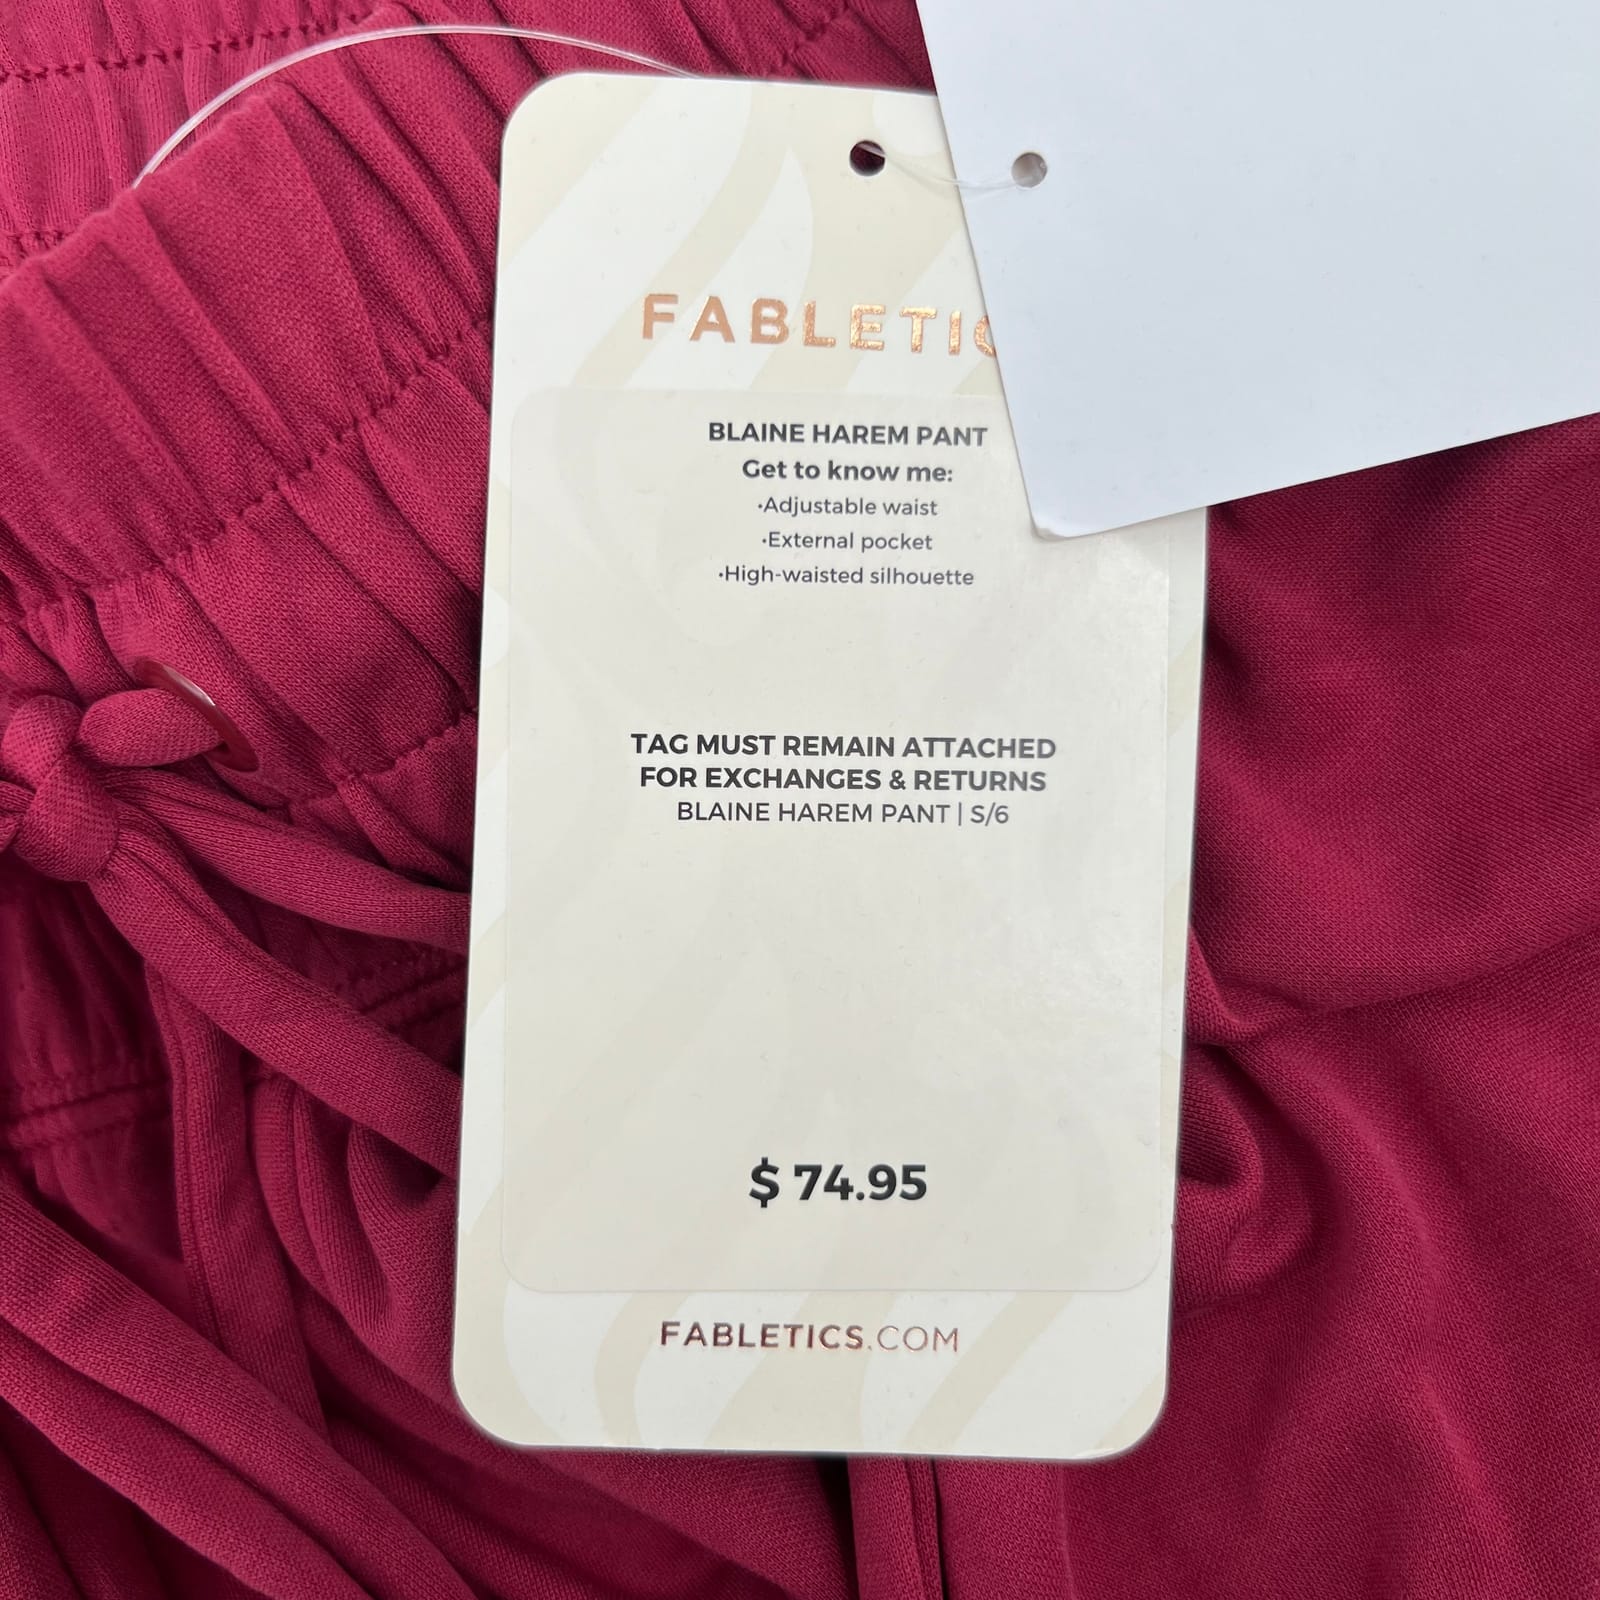 FABLETIC
BLAINE HAREM PANT
Get to know me:
•Adjustable waist
•External pocket
•High-waisted silhouette
TAG MUST REMAIN ATTACHED
FOR EXCHANGES & RETURNS
BLAINE HAREM PANT | S/6
$ 74.95
FABLETICS.COM